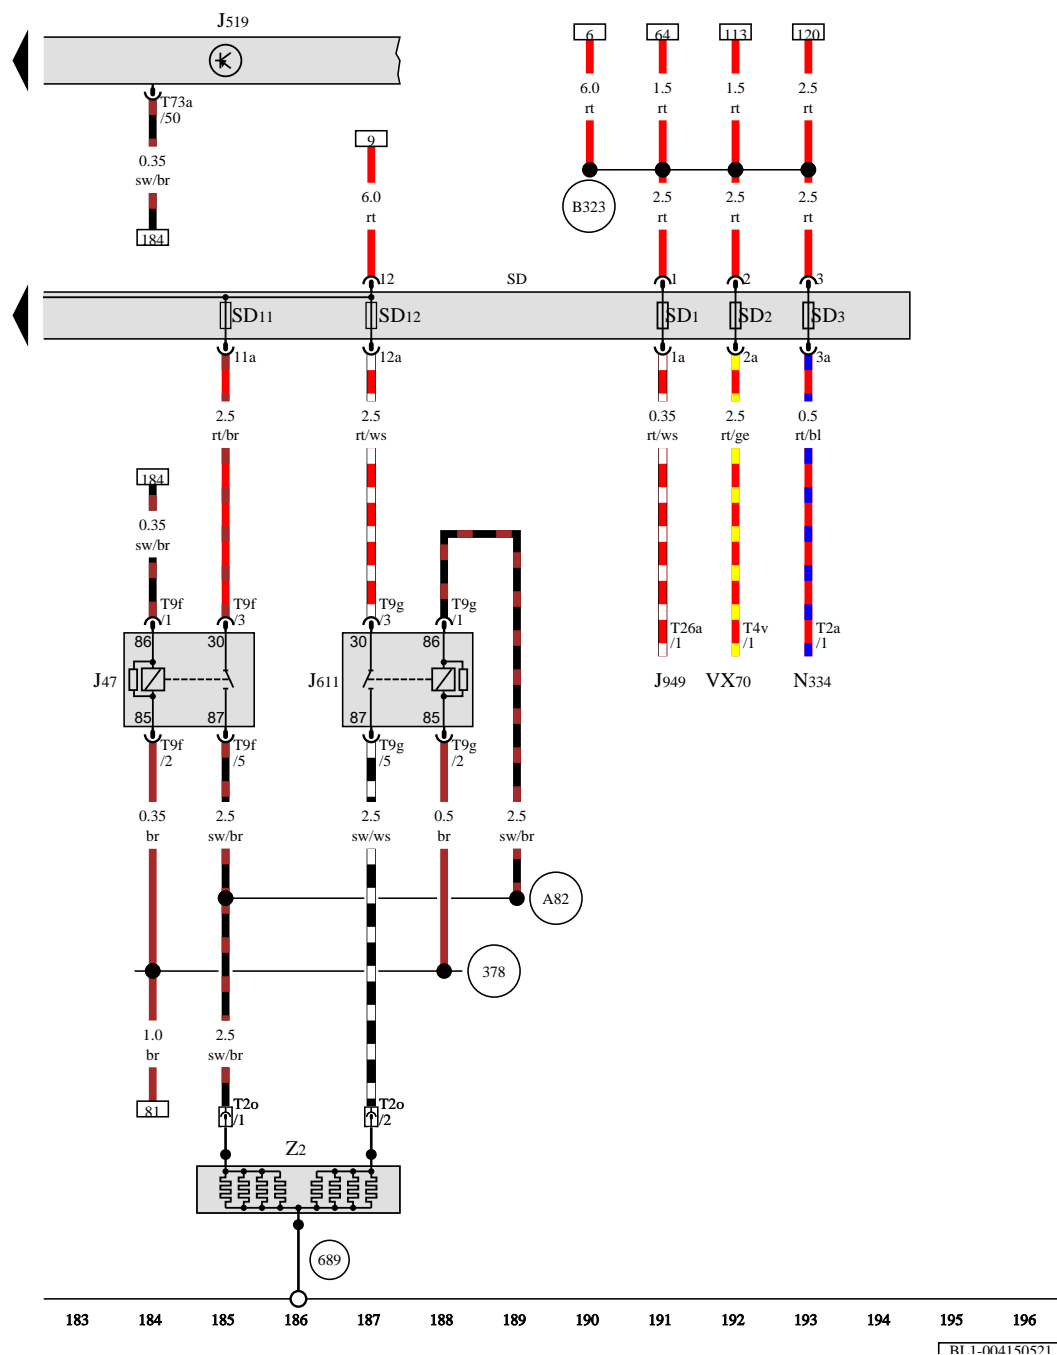 J519
6 64 113 120
6.0 1.5 1.5 2.5
rt rt rt rt
T73a
/50
9
0.35
sw/br
6.0
rt
2.5 2.5 2.5
rt rt rt
B323
184
12 SD 1 2 3
SD11 SD12 SD1 SD2 SD3
11a 12a 1a 2a 3a
2.5 2.5 0.35 2.5 0.5
rt/br rt/ws rt/ws rt/ge rt/bl
184
0.35
sw/br
T9f T9f T9g T9g
/1 /3 /3 /1
T26a T4v T2a
/1 /1 /1
86 30 30 86
J47 J611 J949 VX70 N334
85 87 87 85
T9f T9f T9g T9g
/2 /5 /5 /2
0.35 2.5 2.5 0.5 2.5
br sw/br sw/ws br sw/br
A82
378
1.0 2.5
br sw/br
81
T2o T2o
/1 /2
Z2
689
183 184 185 186 187 188 189 190 191 192 193 194 195 196
BL1-004150521